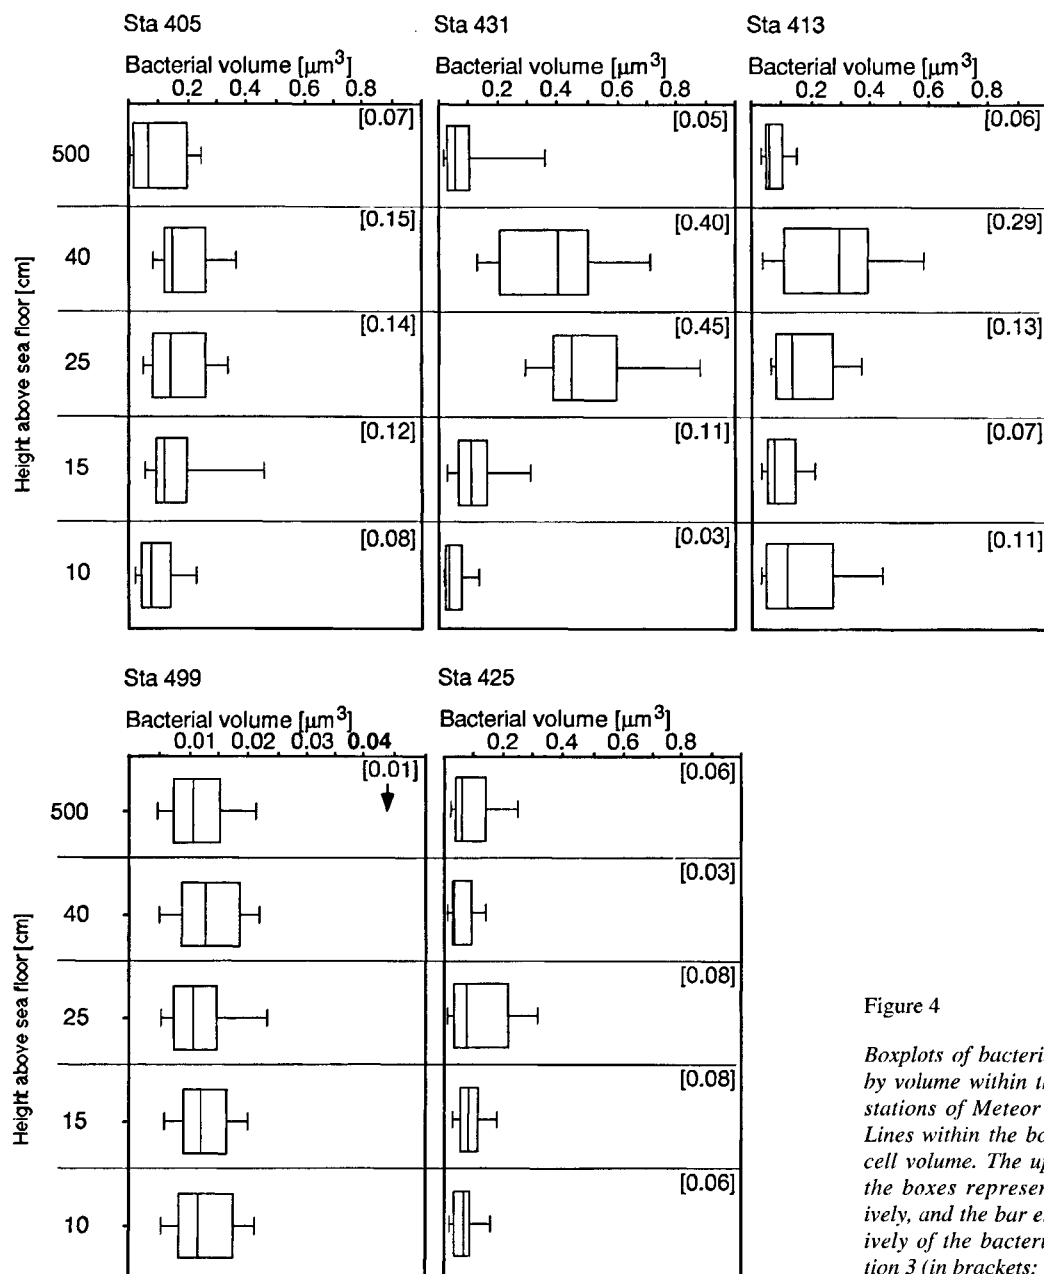 Sta 405
Sta 431
Sta 413
Bacterial volume [µm³]
Bacterial volume [µm³]
Bacterial volume [µm³]
0.2 0.4 0.6 0.8
0.2 0.4 0.6 0.8
0.2 0.4 0.6 0.8
Height above sea floor [cm]
500
[0.07]
[0.05]
[0.06]
40
[0.15]
[0.40]
[0.29]
25
[0.14]
[0.45]
[0.13]
15
[0.12]
[0.11]
[0.07]
10
[0.08]
[0.03]
[0.11]
Sta 499
Sta 425
Bacterial volume [µm³]
Bacterial volume [µm³]
0.01 0.02 0.03 0.04
0.2 0.4 0.6 0.8
Height above sea floor [cm]
500
[0.01]
[0.06]
40
[0.03]
25
[0.08]
15
[0.08]
10
[0.06]
Figure 4
Boxplots of bacteri
by volume within th
stations of Meteor
Lines within the bo
cell volume. The up
the boxes represer
ively, and the bar e
ively of the bacteri
tion 3 (in brackets: